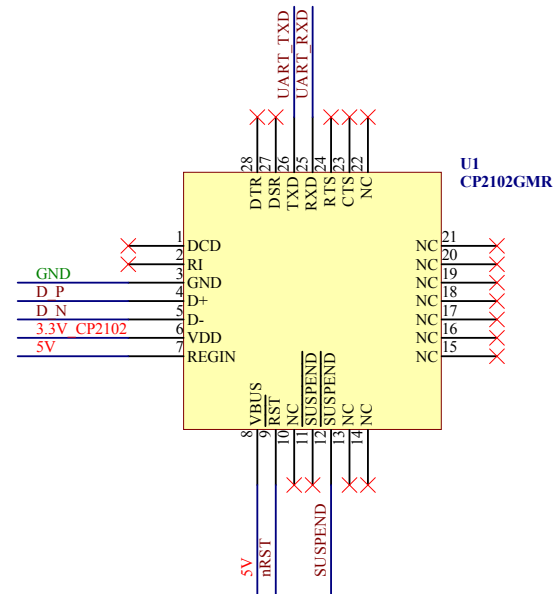 UART_TXD
UART_RXD
28 27 26 25 24 23 22
DTR DSR TXD RXD RTS CTS NC
U1
CP2102GMR
1 DCD
2 RI
GND 3 GND
D_P 4 D+
D_N 5 D-
3.3V_CP2102 6 VDD
5V 7 REGIN
NC 21
NC 20
NC 19
NC 18
NC 17
NC 16
NC 15
VBUS RST NC SUSPEND SUSPEND NC NC
8 9 10 11 12 13 14
5V
nRST
SUSPEND